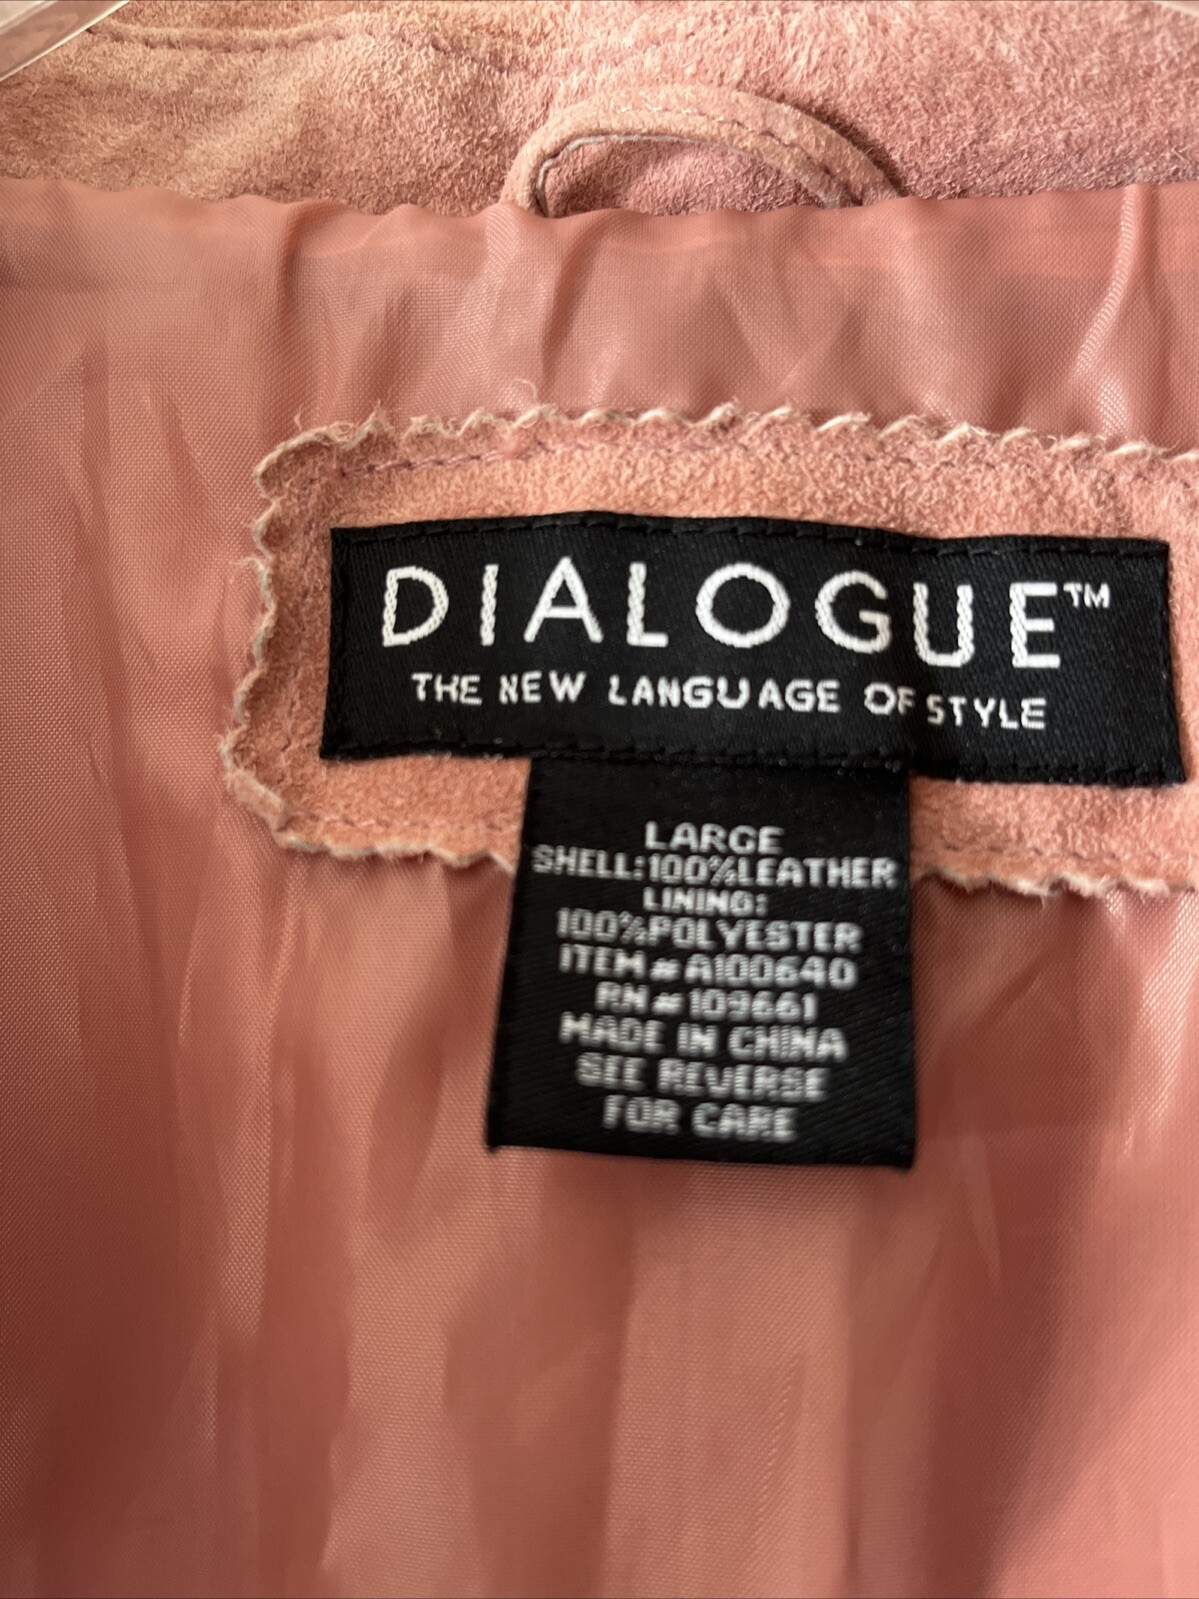 DIALOGUE™
THE NEW LANGUAGE OF STYLE
LARGE
SHELL:100%LEATHER
LINING:
100%POLYESTER
ITEM # A100640
RN # 109661
MADE IN CHINA
SEE REVERSE
FOR CARE